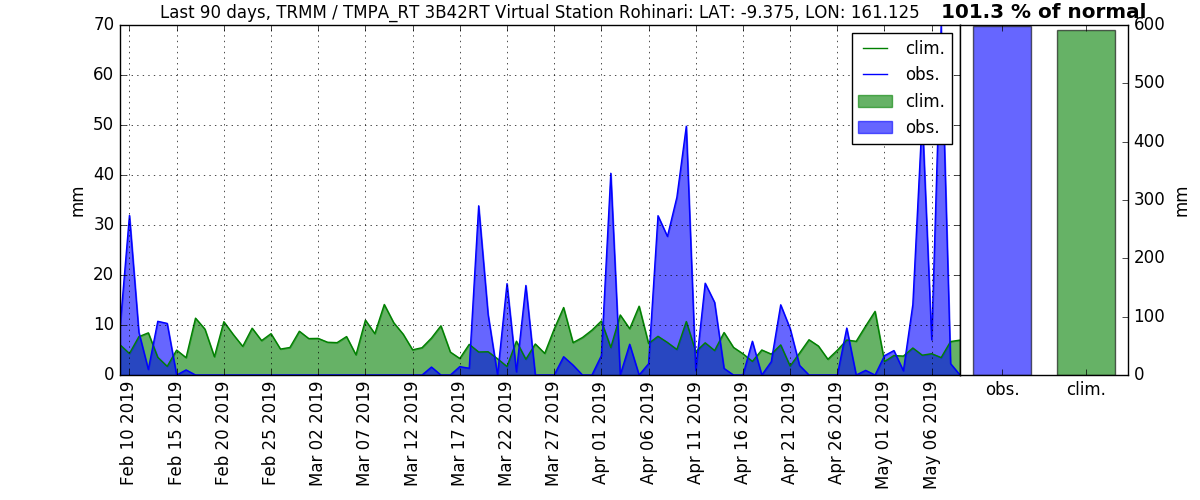 Last 90 days, TRMM / TMPA_RT 3B42RT Virtual Station Rohinari: LAT: -9.375, LON: 161.125
101.3 % of normal
70
60
50
40
30
20
10
0
mm
clim.
obs.
clim.
obs.
600
500
400
300
200
100
0
mm
obs.
clim.
Feb 10 2019
Feb 15 2019
Feb 20 2019
Feb 25 2019
Mar 02 2019
Mar 07 2019
Mar 12 2019
Mar 17 2019
Mar 22 2019
Mar 27 2019
Apr 01 2019
Apr 06 2019
Apr 11 2019
Apr 16 2019
Apr 21 2019
Apr 26 2019
May 01 2019
May 06 2019